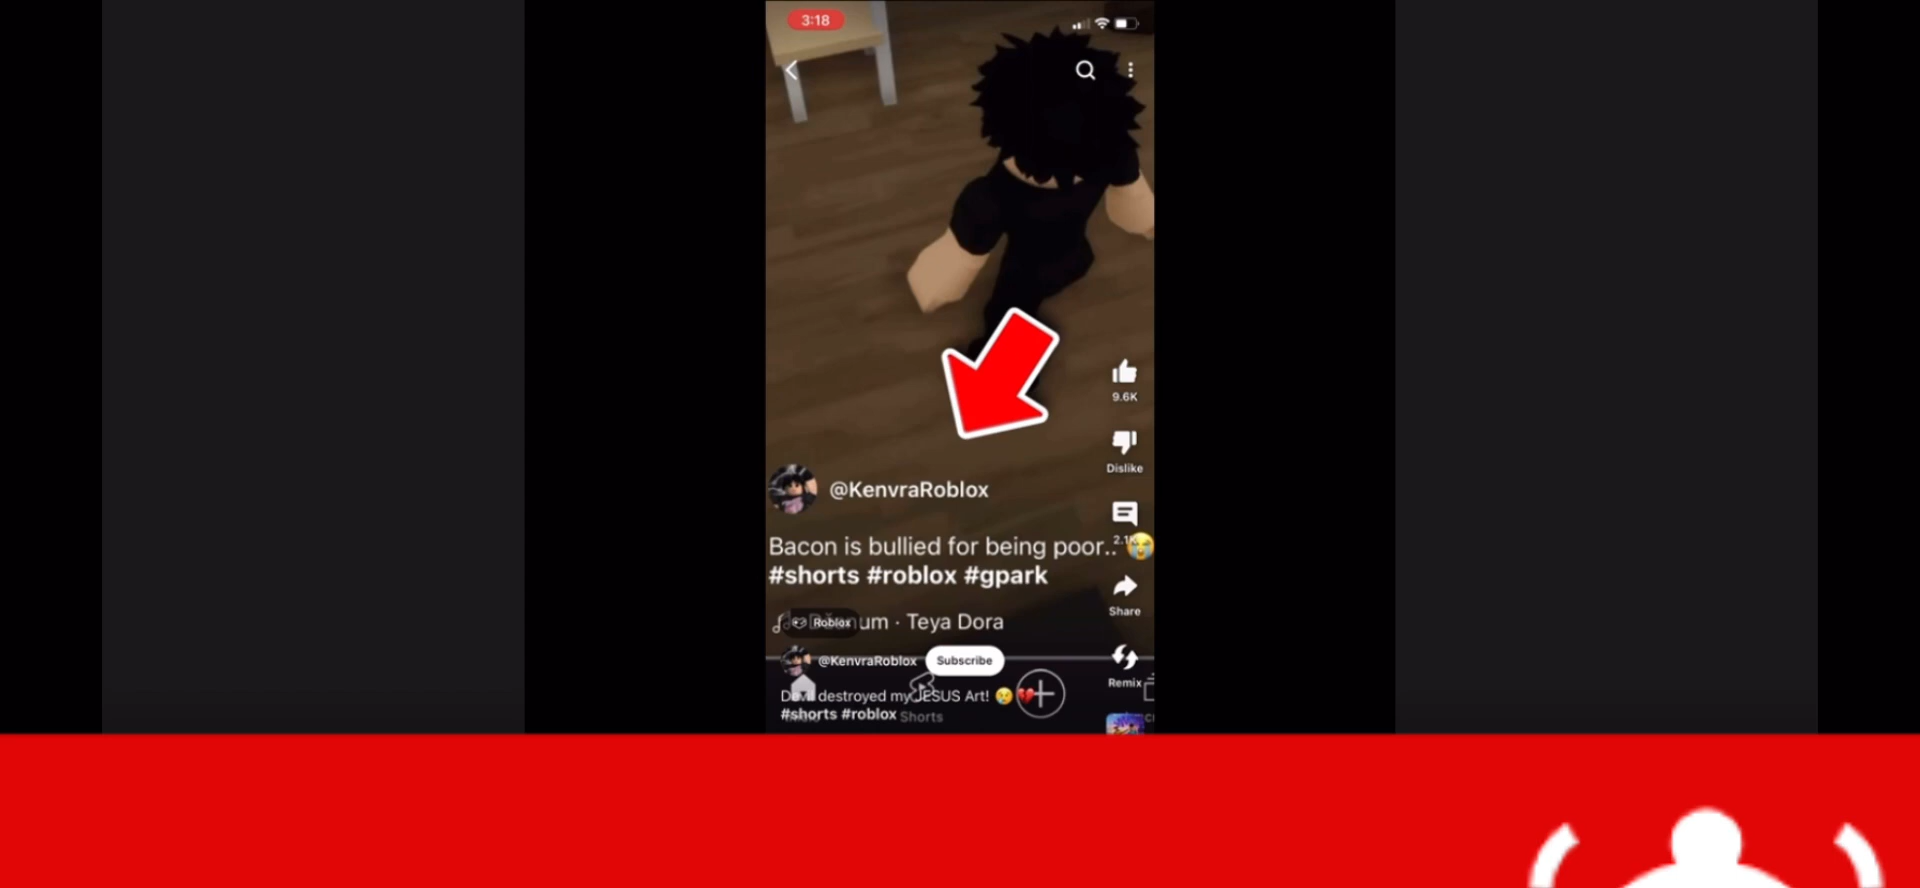 3:18
9.6K
Dislike
@KenvraRoblox
Bacon is bullied for being poor..😭
#shorts #roblox #gpark
Share
Roblox
um · Teya Dora
@KenvraRoblox
Subscribe
Remix
destroyed my JESUS Art! 😢 💔
#shorts #roblox
Shorts